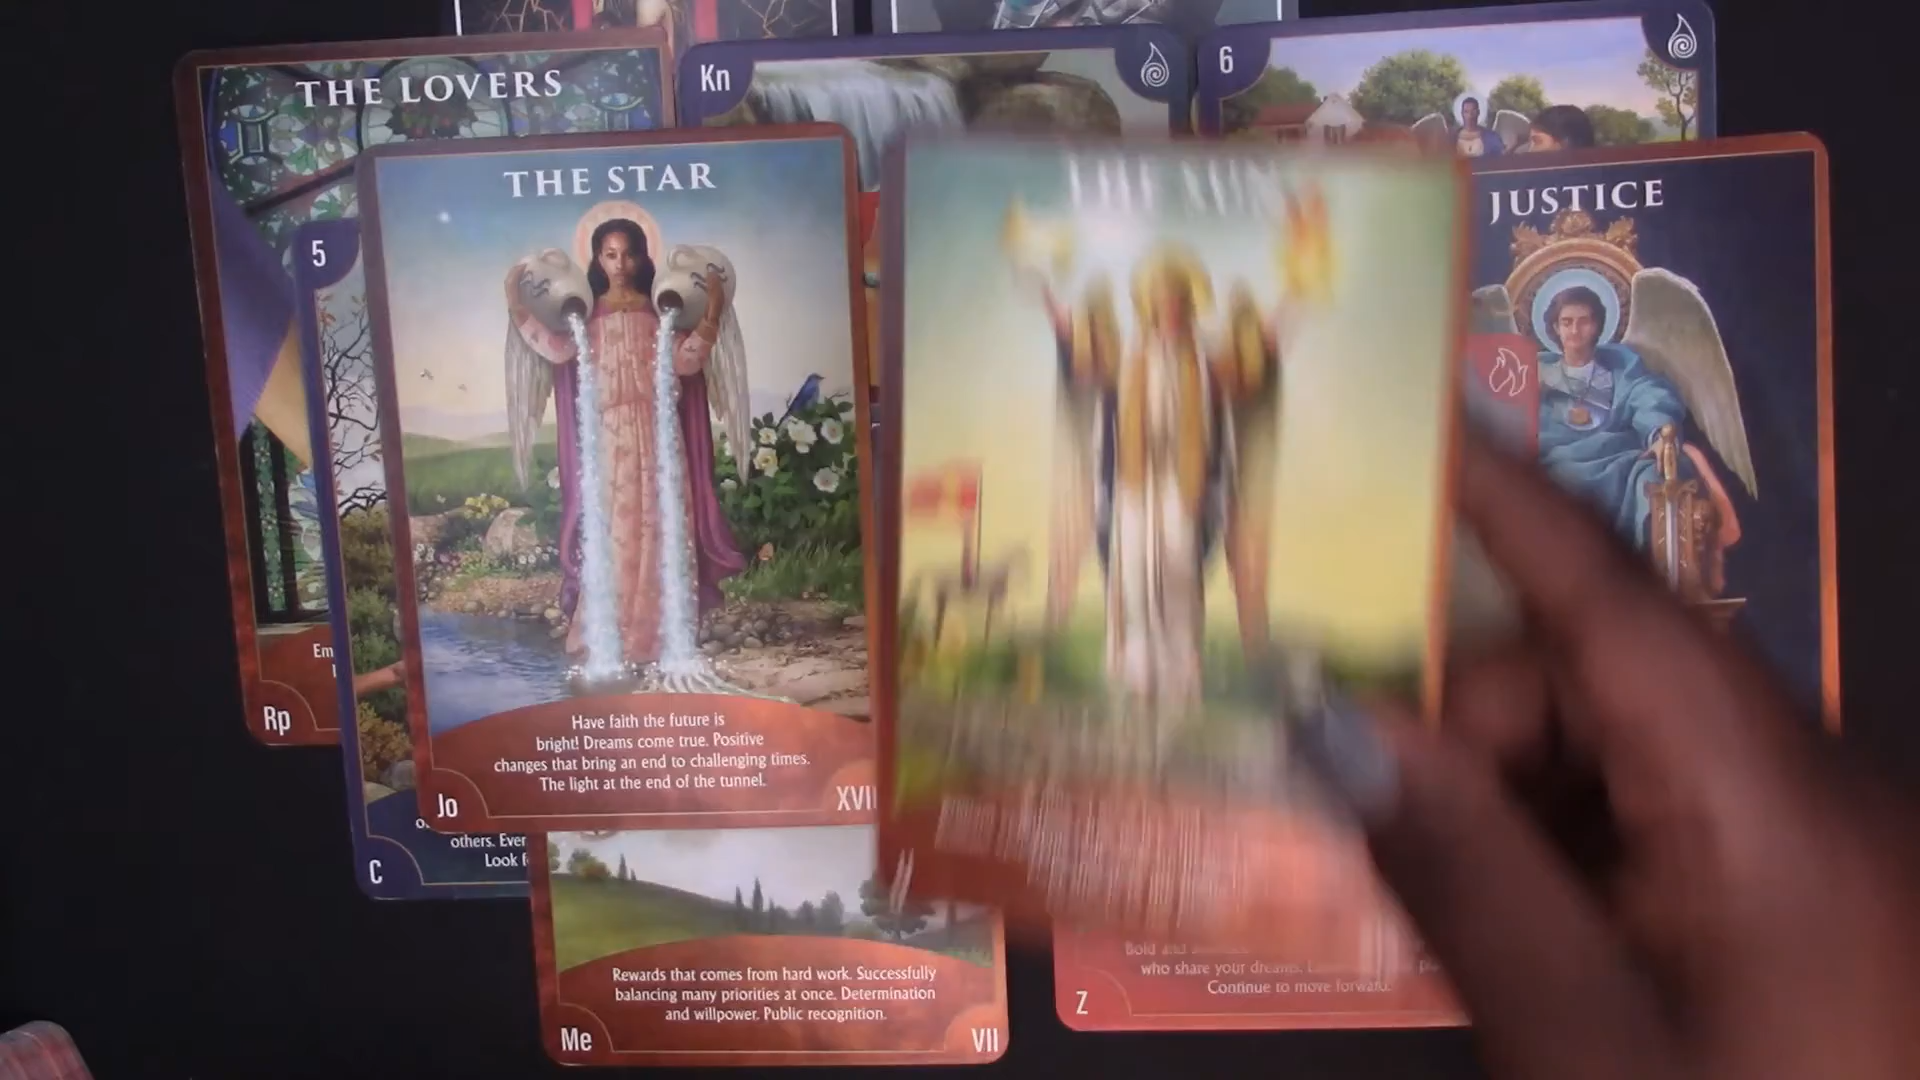 THE LOVERS
Kn
6
THE STAR
JUSTICE
5
Em
Rp
Have faith the future is
bright! Dreams come true. Positive
changes that bring an end to challenging times.
The light at the end of the tunnel.
Jo
XVII
others. Ever
Look f
C
Rewards that comes from hard work. Successfully
balancing many priorities at once. Determination
and willpower. Public recognition.
Me
VII
Bold and
who share your dreams.
Continue to move forward.
Z